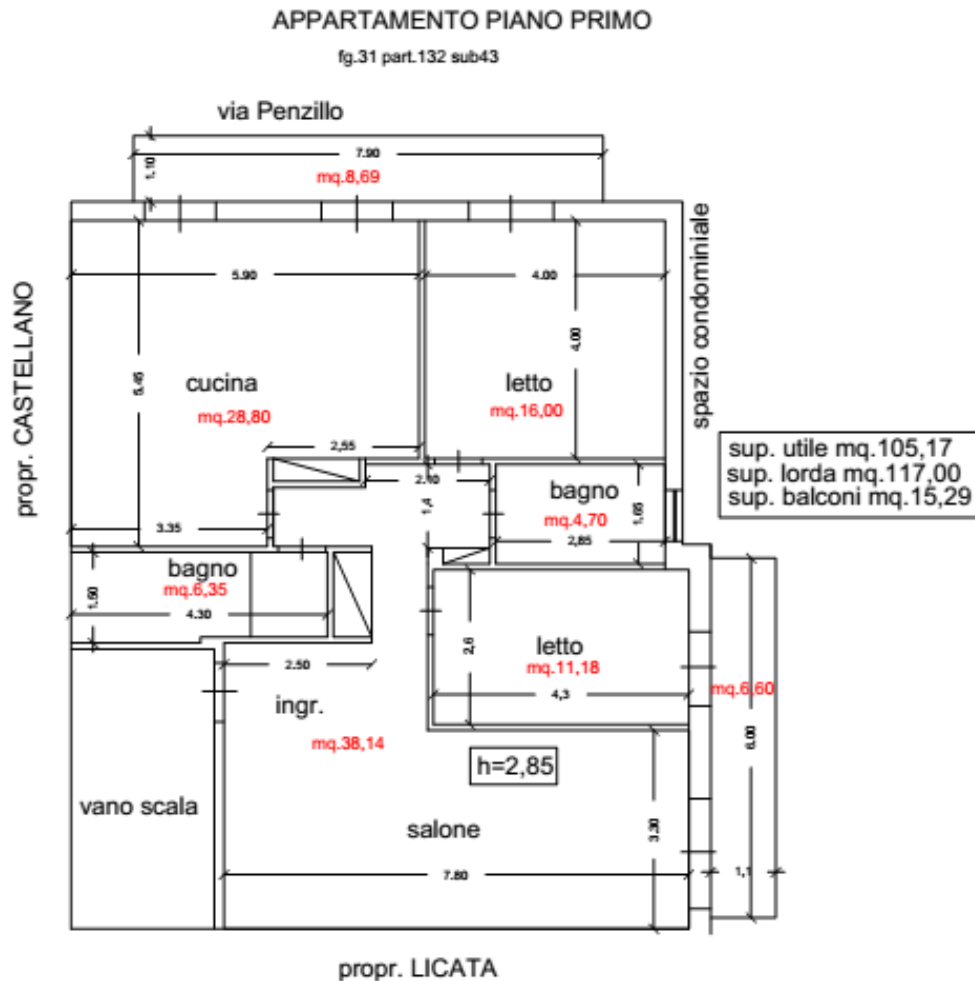 APPARTAMENTO PIANO PRIMO
fg.31 part.132 sub43
via Penzillo
7.90
1,10
mq.8,69
5.90
4.00
spazio condominiale
propr. CASTELLANO
5.45
4.00
cucina
mq.28,80
letto
mq.16,00
2,55
2.10
1,4
bagno
mq.4,70
1,65
2,85
sup. utile mq.105,17
sup. lorda mq.117,00
sup. balconi mq.15,29
3.35
bagno
mq.6,35
1.50
4.30
2,6
letto
mq.11,18
4,3
mq.6,60
6.00
2.50
ingr.
mq.38,14
h=2,85
vano scala
salone
3.30
7.80
1,1
propr. LICATA